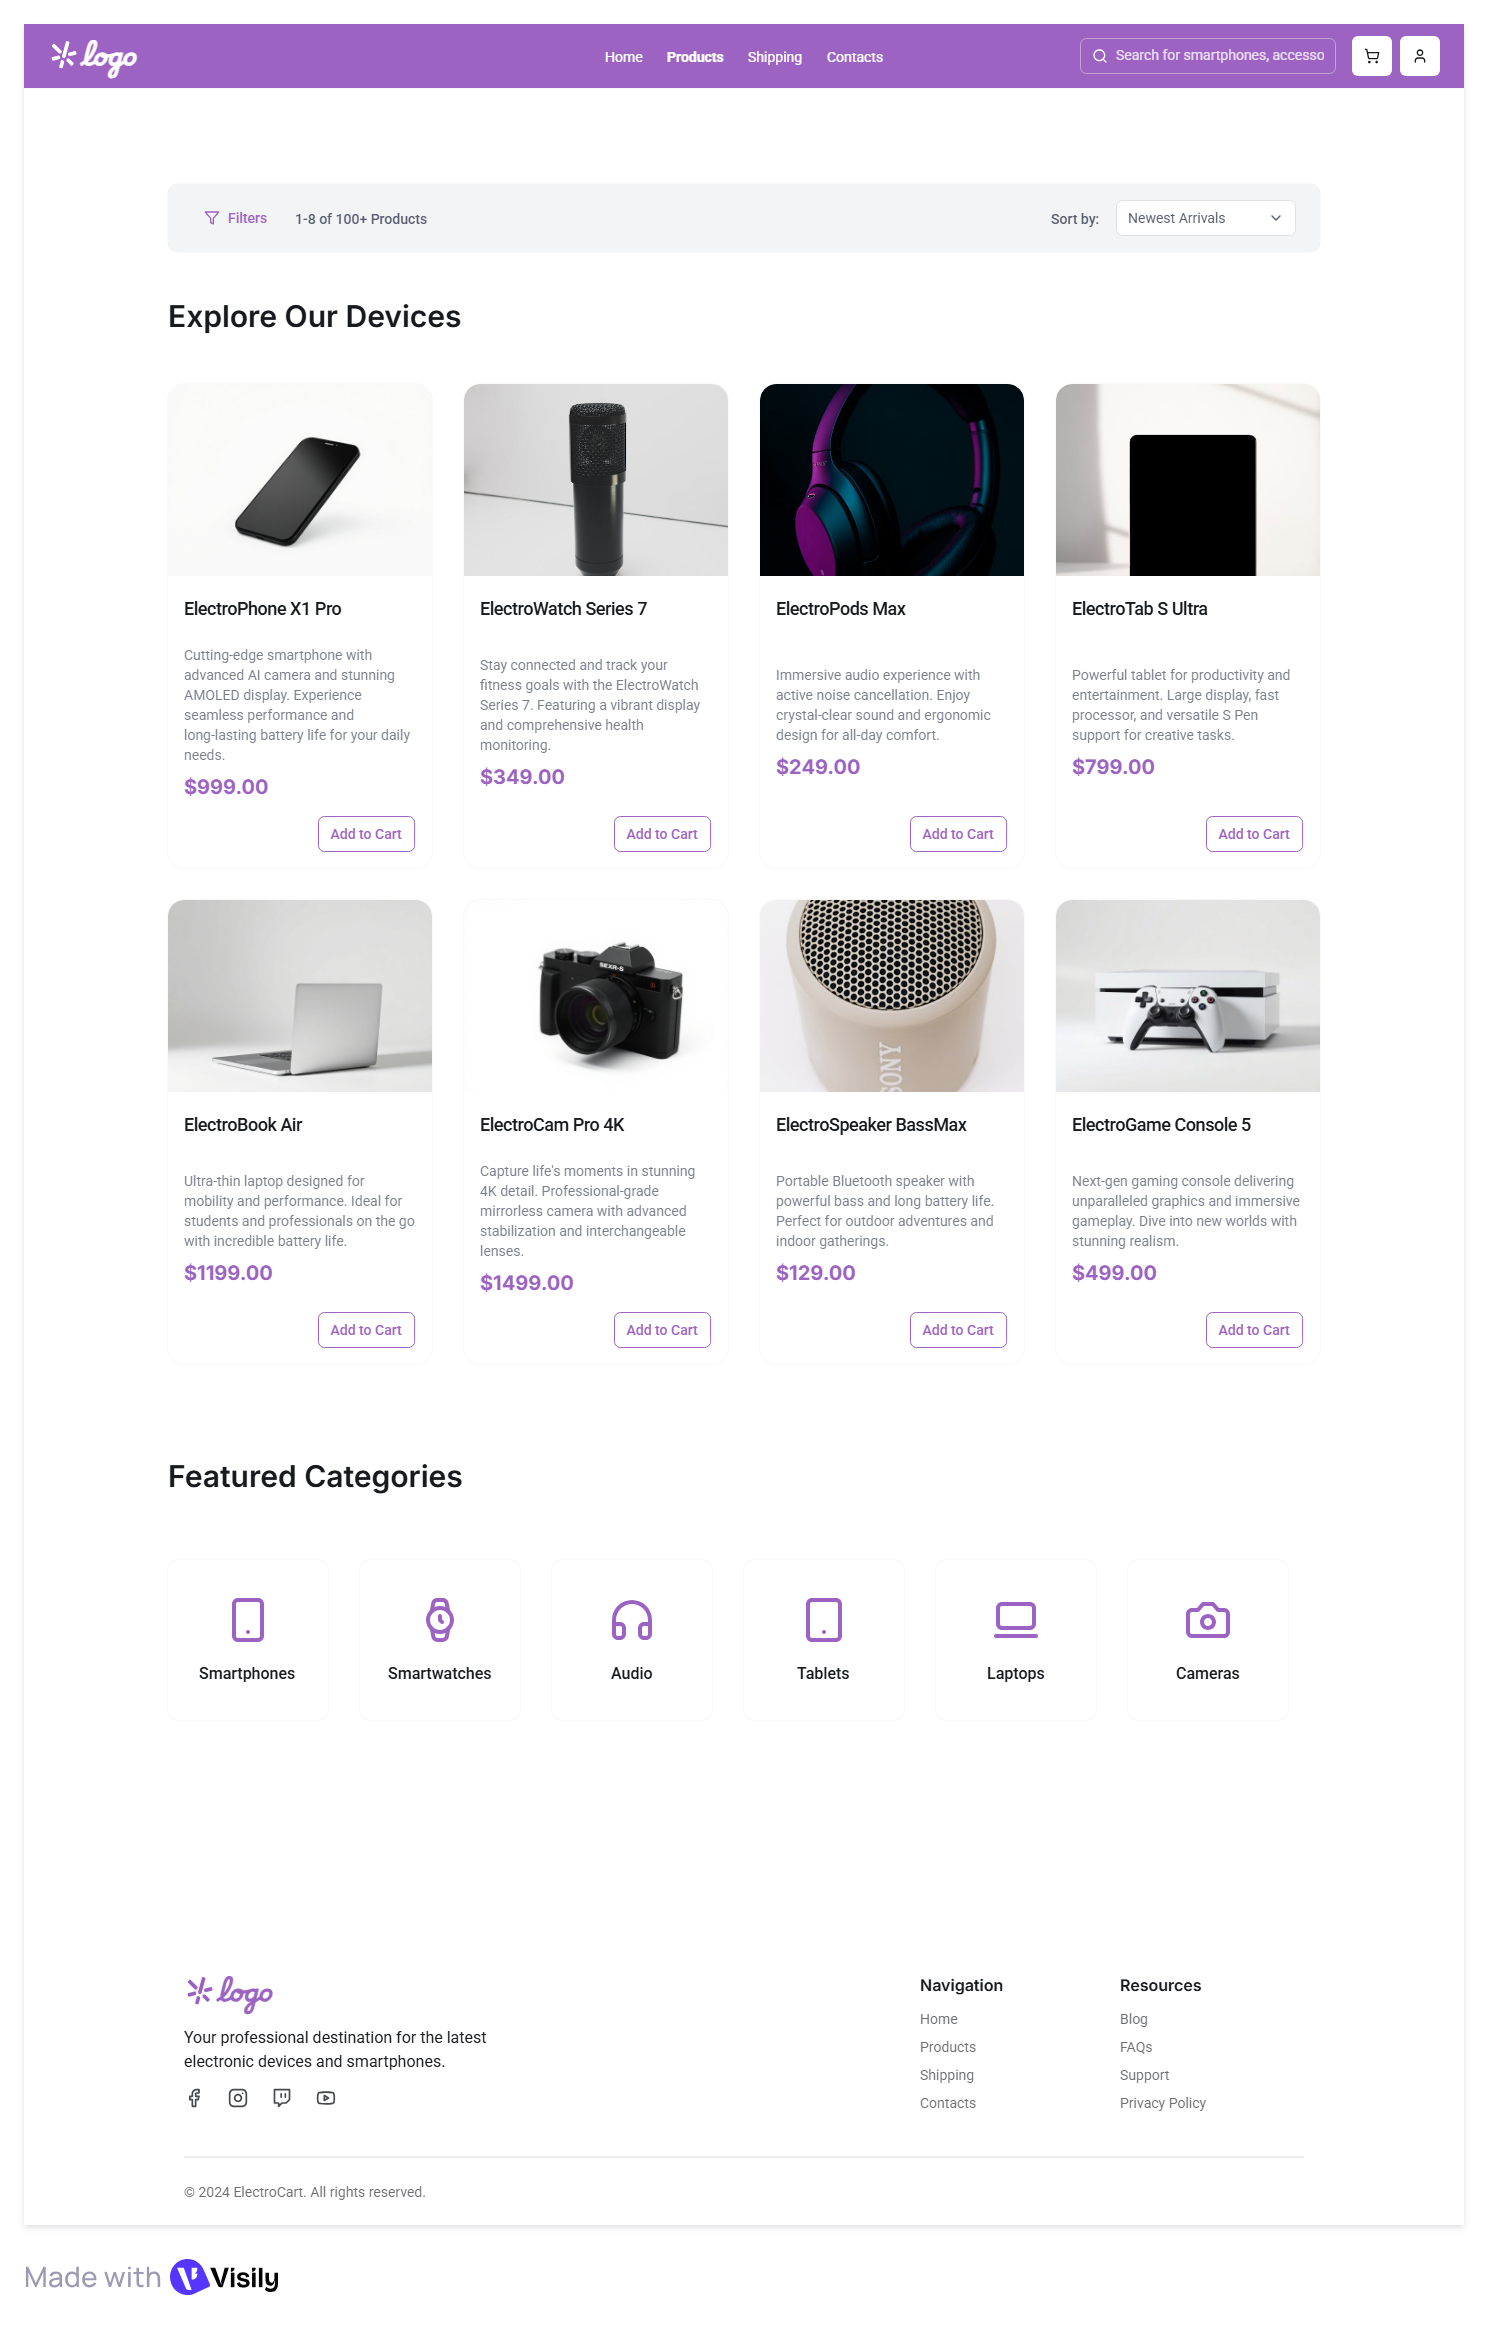 logo
Home Products Shipping Contacts
Search for smartphones, accesso
Filters 1-8 of 100+ Products Sort by: Newest Arrivals
Explore Our Devices
ElectroPhone X1 Pro
Cutting-edge smartphone with
advanced AI camera and stunning
AMOLED display. Experience
seamless performance and
long-lasting battery life for your daily
needs.
$999.00
Add to Cart
ElectroWatch Series 7
Stay connected and track your
fitness goals with the ElectroWatch
Series 7. Featuring a vibrant display
and comprehensive health
monitoring.
$349.00
Add to Cart
ElectroPods Max
Immersive audio experience with
active noise cancellation. Enjoy
crystal-clear sound and ergonomic
design for all-day comfort.
$249.00
Add to Cart
ElectroTab S Ultra
Powerful tablet for productivity and
entertainment. Large display, fast
processor, and versatile S Pen
support for creative tasks.
$799.00
Add to Cart
ElectroBook Air
Ultra-thin laptop designed for
mobility and performance. Ideal for
students and professionals on the go
with incredible battery life.
$1199.00
Add to Cart
SEXR-S
ElectroCam Pro 4K
Capture life's moments in stunning
4K detail. Professional-grade
mirrorless camera with advanced
stabilization and interchangeable
lenses.
$1499.00
Add to Cart
SONY
ElectroSpeaker BassMax
Portable Bluetooth speaker with
powerful bass and long battery life.
Perfect for outdoor adventures and
indoor gatherings.
$129.00
Add to Cart
ElectroGame Console 5
Next-gen gaming console delivering
unparalleled graphics and immersive
gameplay. Dive into new worlds with
stunning realism.
$499.00
Add to Cart
Featured Categories
Smartphones
Smartwatches
Audio
Tablets
Laptops
Cameras
logo
Your professional destination for the latest
electronic devices and smartphones.
Navigation
Home
Products
Shipping
Contacts
Resources
Blog
FAQs
Support
Privacy Policy
© 2024 ElectroCart. All rights reserved.
Made with Visily